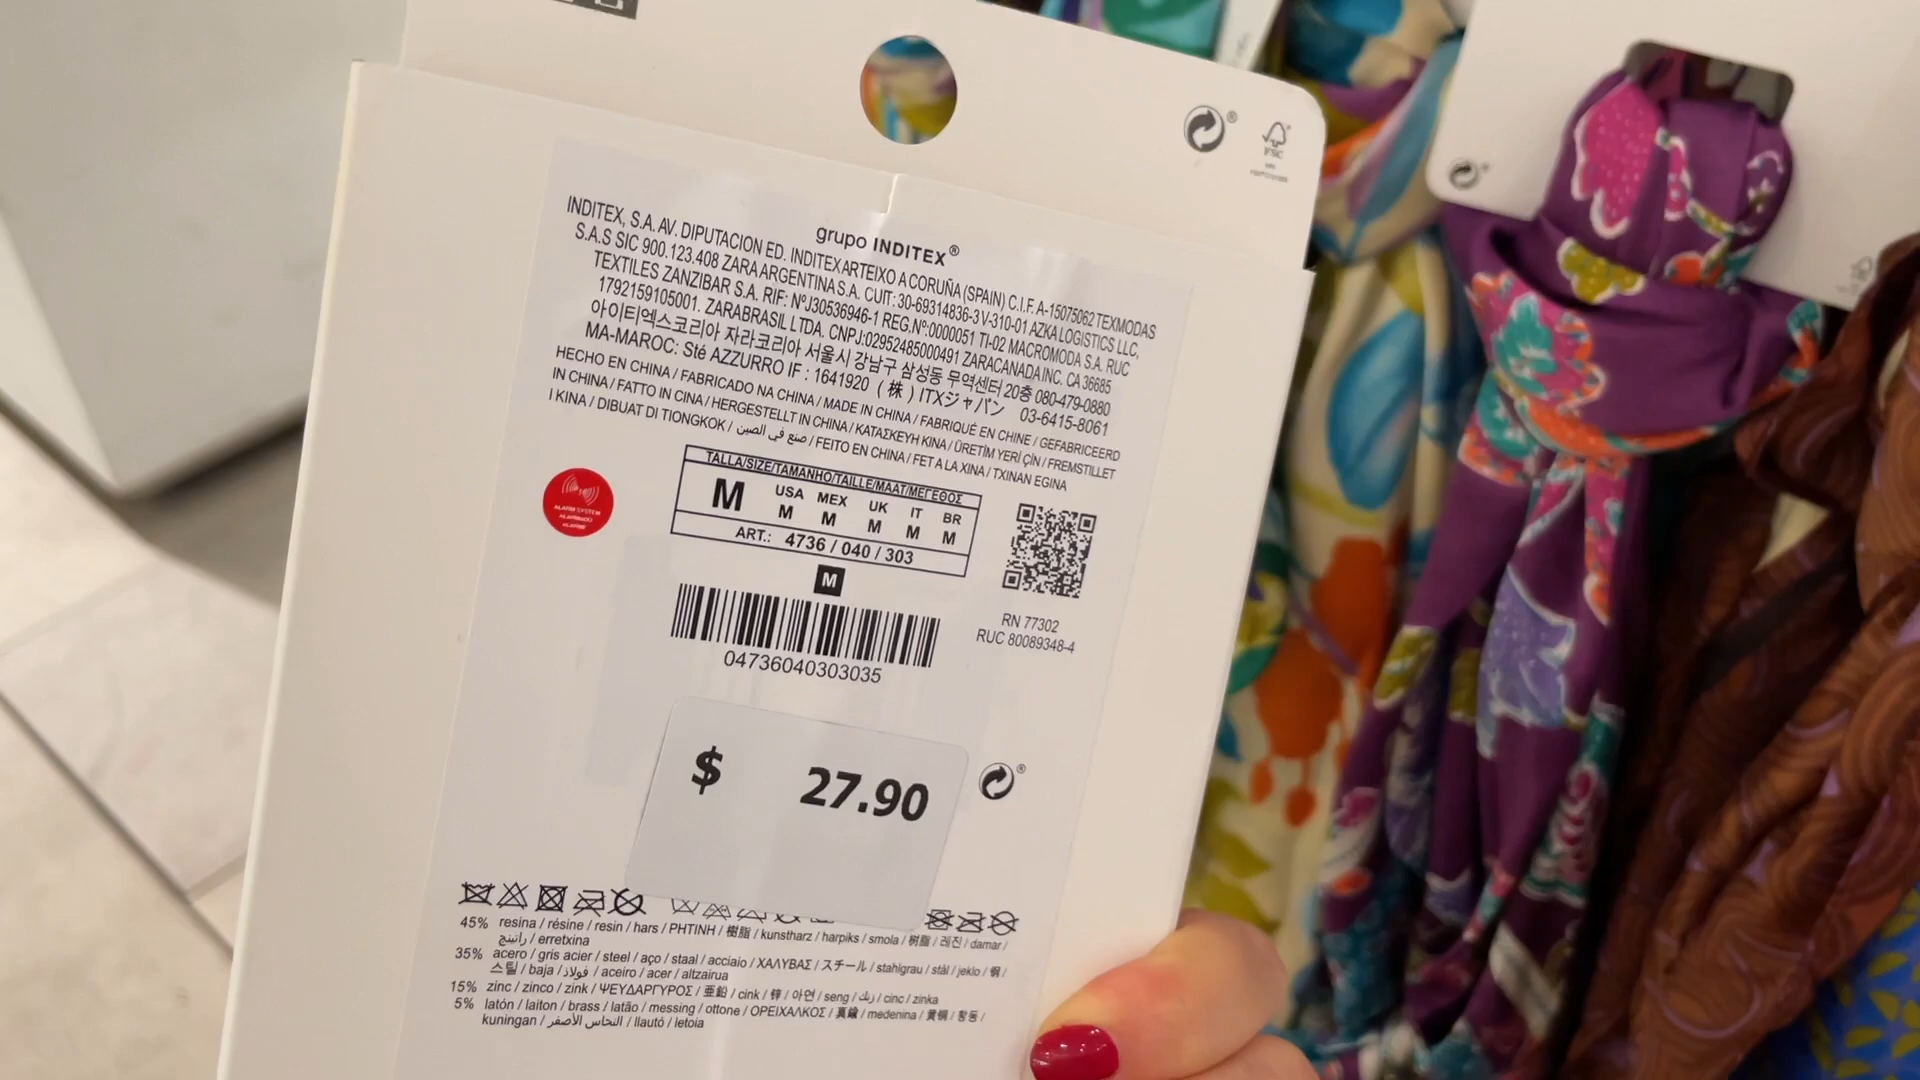 FSC
grupo INDITEX®
INDITEX, S.A. AV. DIPUTACION ED. INDITEX ARTEIXO A CORUÑA (SPAIN) C.I.F. A-15075062 TEXMODAS
S.A.S SIC 900.123.408 ZARA ARGENTINA S.A. CUIT: 30-69314836-3 V-310-01 AZKA LOGISTICS LLC,
TEXTILES ZANZIBAR S.A. RIF: NºJ30536946-1 REG.Nº:0000051 TI-02 MACROMODA S.A. RUC
1792159105001. ZARA BRASIL LTDA. CNPJ:02952485000491 ZARA CANADA INC. CA 36685
아이티엑스코리아 자라코리아 서울시 강남구 삼성동 무역센터 20층 080-479-0880
MA-MAROC: Sté AZZURRO IF : 1641920 (株) ITXジャパン 03-6415-8061
HECHO EN CHINA / FABRICADO NA CHINA / MADE IN CHINA / FABRIQUÉ EN CHINE / GEFABRICEERD
IN CHINA / FATTO IN CINA / HERGESTELLT IN CHINA / ΚΑΤΑΣΚΕΥΗ ΚΙΝΑ / ÜRETİM YERİ ÇİN / FREMSTILLET
I KINA / DIBUAT DI TIONGKOK / صنع في الصين / FEITO EN CHINA / FET A LA XINA / TXINAN EGINA
ALARM SYSTEM
TALLA/SIZE/TAMANHO/TAILLE/MAAT/ΜΕΓΕΘΟΣ
M USA M MEX M UK M IT M BR M
ART.: 4736 / 040 / 303
M
04736040303035
RN 77302
RUC 80089348-4
$ 27.90
45% resina / résine / resin / hars / ΡΗΤΙΝΗ / 樹脂 / kunstharz / harpiks / smola / 树脂 / 레진 / damar /
راتينج / erretxina
35% acero / gris acier / steel / aço / staal / acciaio / ΧΑΛΥΒΑΣ / スチール / stahlgrau / stål / jeklo / 钢 /
스틸 / baja / فولاذ / aceiro / acer / altzairua
15% zinc / zinco / zink / ΨΕΥΔΑΡΓΥΡΟΣ / 亜鉛 / cink / 锌 / 아연 / seng / زنك / cinc / zinka
5% latón / laiton / brass / latão / messing / ottone / ΟΡΕΙΧΑΛΚΟΣ / 真鍮 / medenina / 黄铜 / 황동 /
kuningan / النحاس الأصفر / llautó / letoia